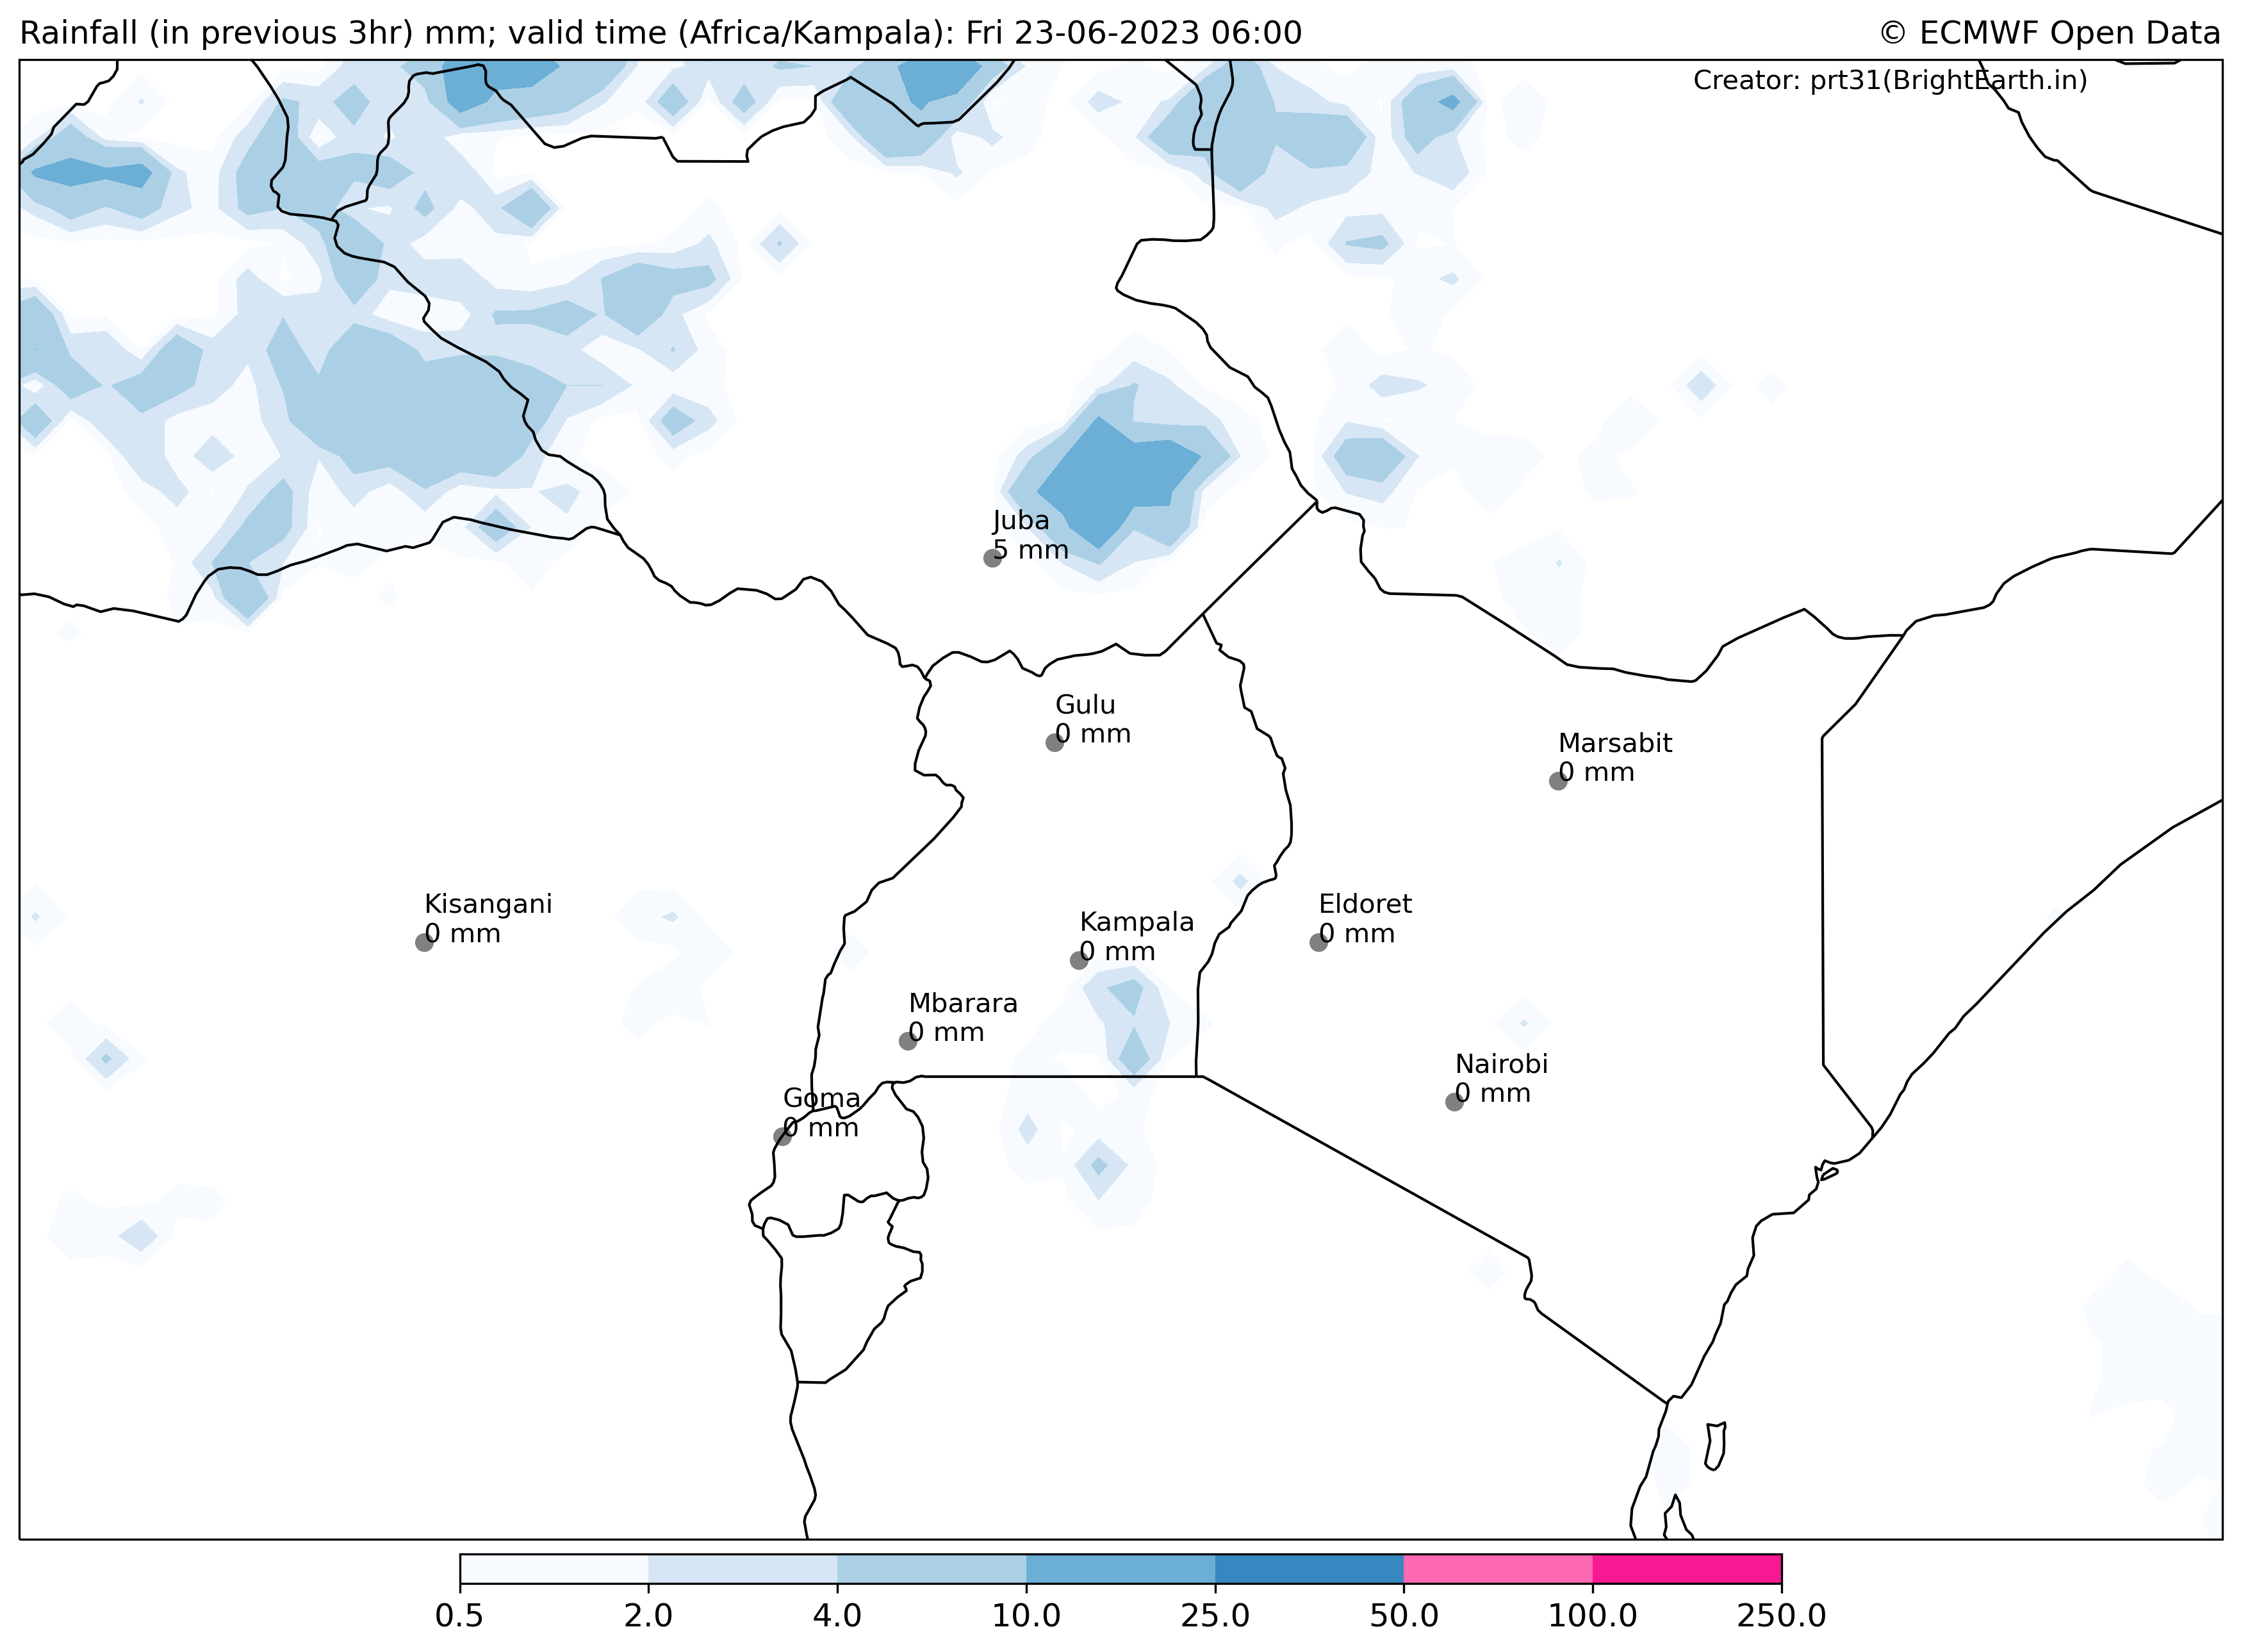 Rainfall (in previous 3hr) mm; valid time (Africa/Kampala): Fri 23-06-2023 06:00
© ECMWF Open Data
Creator: prt31(BrightEarth.in)
Juba
5 mm
Gulu
0 mm
Marsabit
0 mm
Kisangani
0 mm
Kampala
0 mm
Eldoret
0 mm
Mbarara
0 mm
Nairobi
0 mm
Goma
0 mm
0.5 2.0 4.0 10.0 25.0 50.0 100.0 250.0